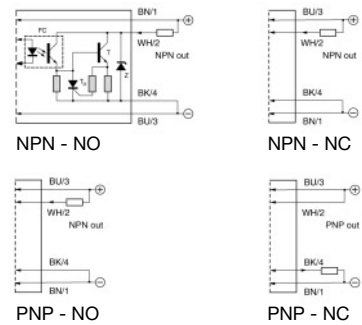 BN/1
FC
T
WH/2
NPN out
Z
BK/4
BU/3
NPN - NO
BU/3
WH/2
NPN out
BK/4
BN/1
NPN - NC
BU/3
WH/2
NPN out
BK/4
BN/1
PNP - NO
BU/3
WH/2
PNP out
BK/4
BN/1
PNP - NC